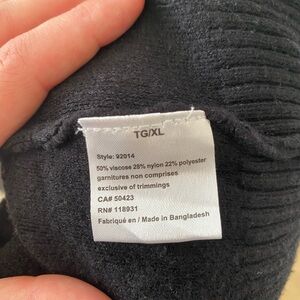 TG/XL
Style: 92014
50% viscose 28% nylon 22% polyester
garnitures non comprises
exclusive of trimmings
CA# 50423
RN# 118931
Fabriqué en / Made in Bangladesh